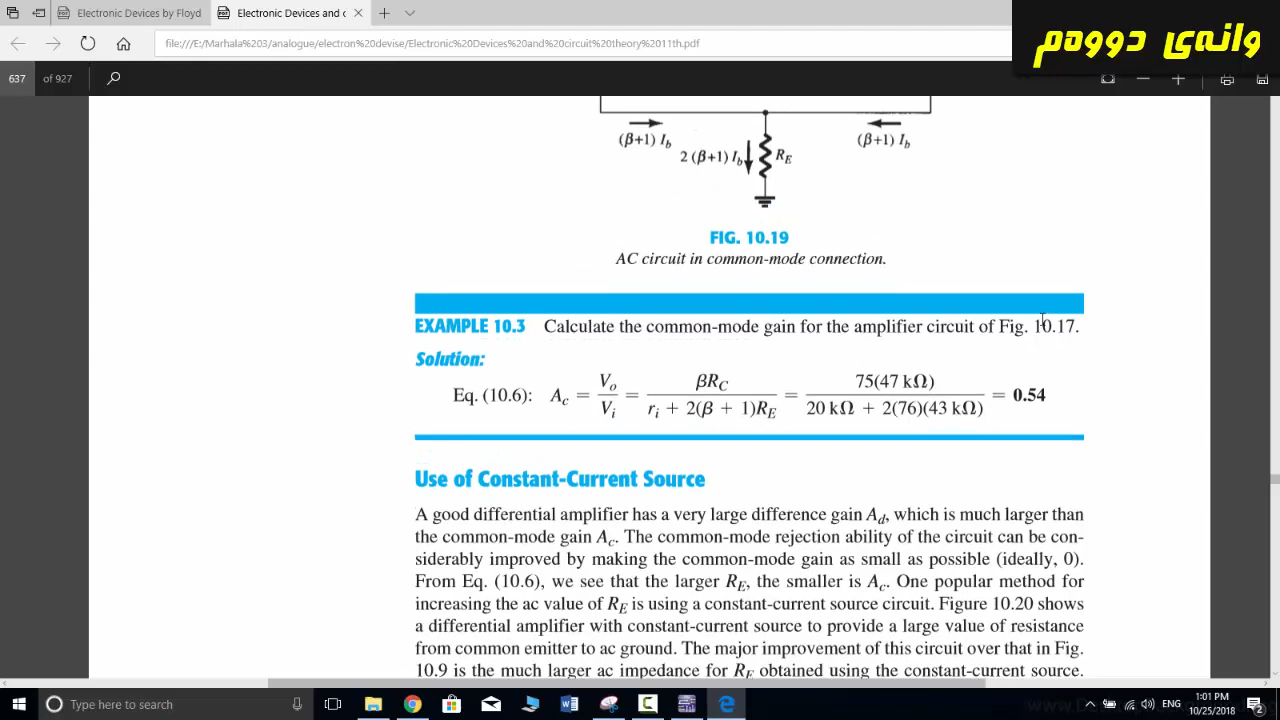 Electronic Devices by Floyd
Electronic Devices and c
وانەی دووەم
file:///E:/Marhala%203/analogue/electron%20devise/Electronic%20Devices%20and%20circuit%20theory%2011th.pdf
637 of 927
(β+1) I_b
(β+1) I_b
2 (β+1) I_b
R_E
FIG. 10.19
AC circuit in common-mode connection.
EXAMPLE 10.3 Calculate the common-mode gain for the amplifier circuit of Fig. 10.17.
Solution:
Eq. (10.6): A_c = V_o/V_i = βR_C/(r_i + 2(β + 1)R_E) = 75(47 kΩ)/(20 kΩ + 2(76)(43 kΩ)) = 0.54
Use of Constant-Current Source
A good differential amplifier has a very large difference gain A_d, which is much larger than
the common-mode gain A_c. The common-mode rejection ability of the circuit can be con-
siderably improved by making the common-mode gain as small as possible (ideally, 0).
From Eq. (10.6), we see that the larger R_E, the smaller is A_c. One popular method for
increasing the ac value of R_E is using a constant-current source circuit. Figure 10.20 shows
a differential amplifier with constant-current source to provide a large value of resistance
from common emitter to ac ground. The major improvement of this circuit over that in Fig.
10.9 is the much larger ac impedance for R_E obtained using the constant-current source.
Type here to search
ENG
1:01 PM
10/25/2018
2